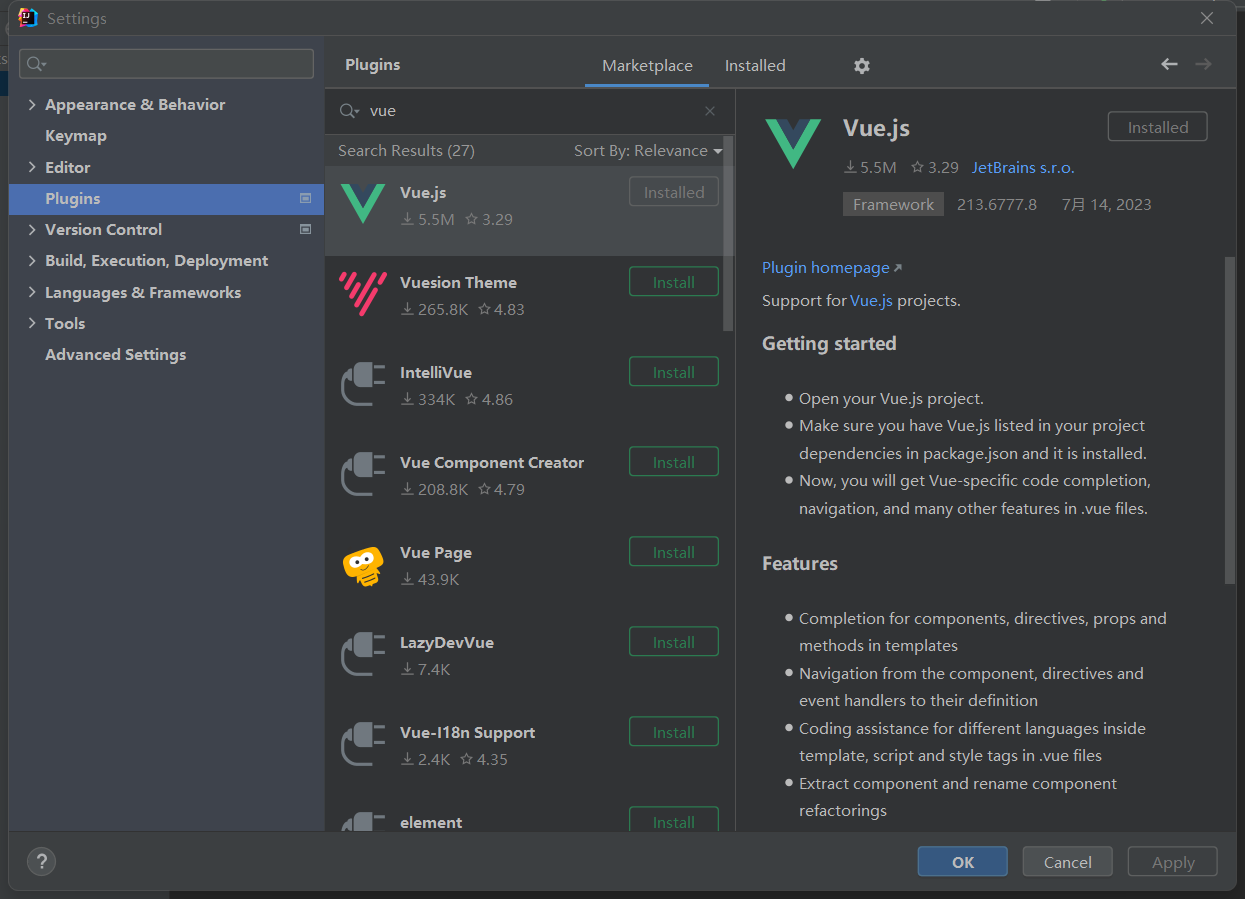 Settings
Appearance & Behavior
Keymap
Editor
Plugins
Version Control
Build, Execution, Deployment
Languages & Frameworks
Tools
Advanced Settings
Plugins
Marketplace
Installed
vue
Search Results (27)
Sort By: Relevance
Vue.js
5.5M 3.29
Installed
Vuesion Theme
265.8K 4.83
Install
IntelliVue
334K 4.86
Install
Vue Component Creator
208.8K 4.79
Install
Vue Page
43.9K
Install
LazyDevVue
7.4K
Install
Vue-I18n Support
2.4K 4.35
Install
element
Install
Vue.js
Installed
5.5M 3.29 JetBrains s.r.o.
Framework 213.6777.8 7月 14, 2023
Plugin homepage
Support for Vue.js projects.
Getting started
Open your Vue.js project.
Make sure you have Vue.js listed in your project
dependencies in package.json and it is installed.
Now, you will get Vue-specific code completion,
navigation, and many other features in .vue files.
Features
Completion for components, directives, props and
methods in templates
Navigation from the component, directives and
event handlers to their definition
Coding assistance for different languages inside
template, script and style tags in .vue files
Extract component and rename component
refactorings
?
OK
Cancel
Apply